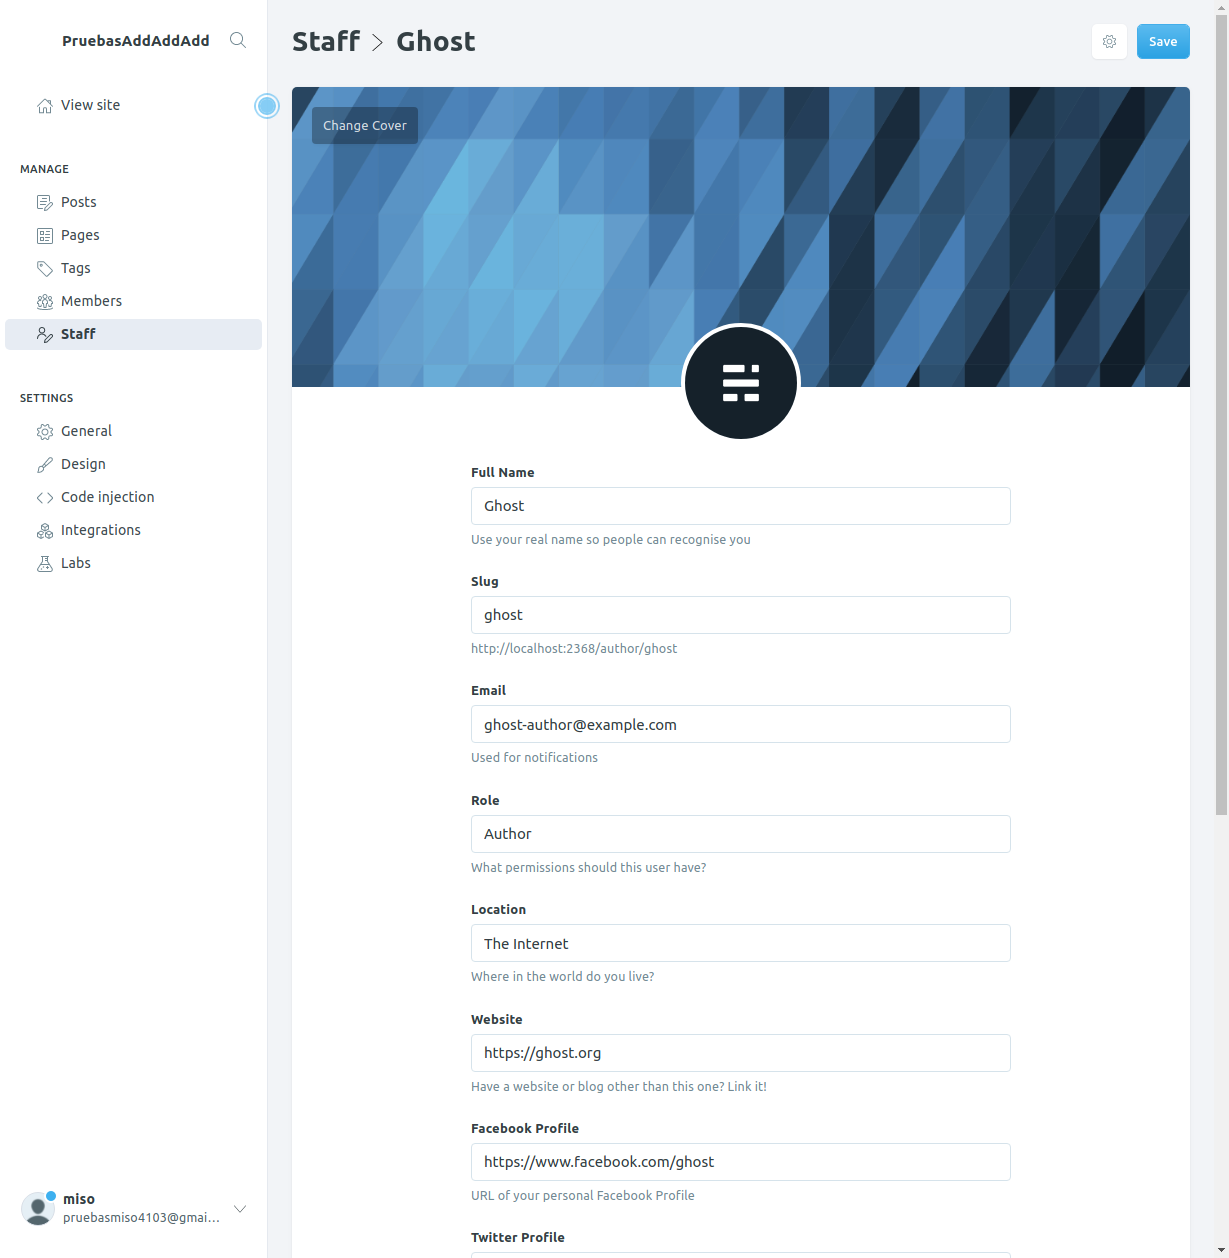 PruebasAddAddAdd
View site
MANAGE
Posts
Pages
Tags
Members
Staff
SETTINGS
General
Design
Code injection
Integrations
Labs
miso
pruebasmiso4103@gmai...
Staff > Ghost
Save
Change Cover
Full Name
Ghost
Use your real name so people can recognise you
Slug
ghost
http://localhost:2368/author/ghost
Email
ghost-author@example.com
Used for notifications
Role
Author
What permissions should this user have?
Location
The Internet
Where in the world do you live?
Website
https://ghost.org
Have a website or blog other than this one? Link it!
Facebook Profile
https://www.facebook.com/ghost
URL of your personal Facebook Profile
Twitter Profile